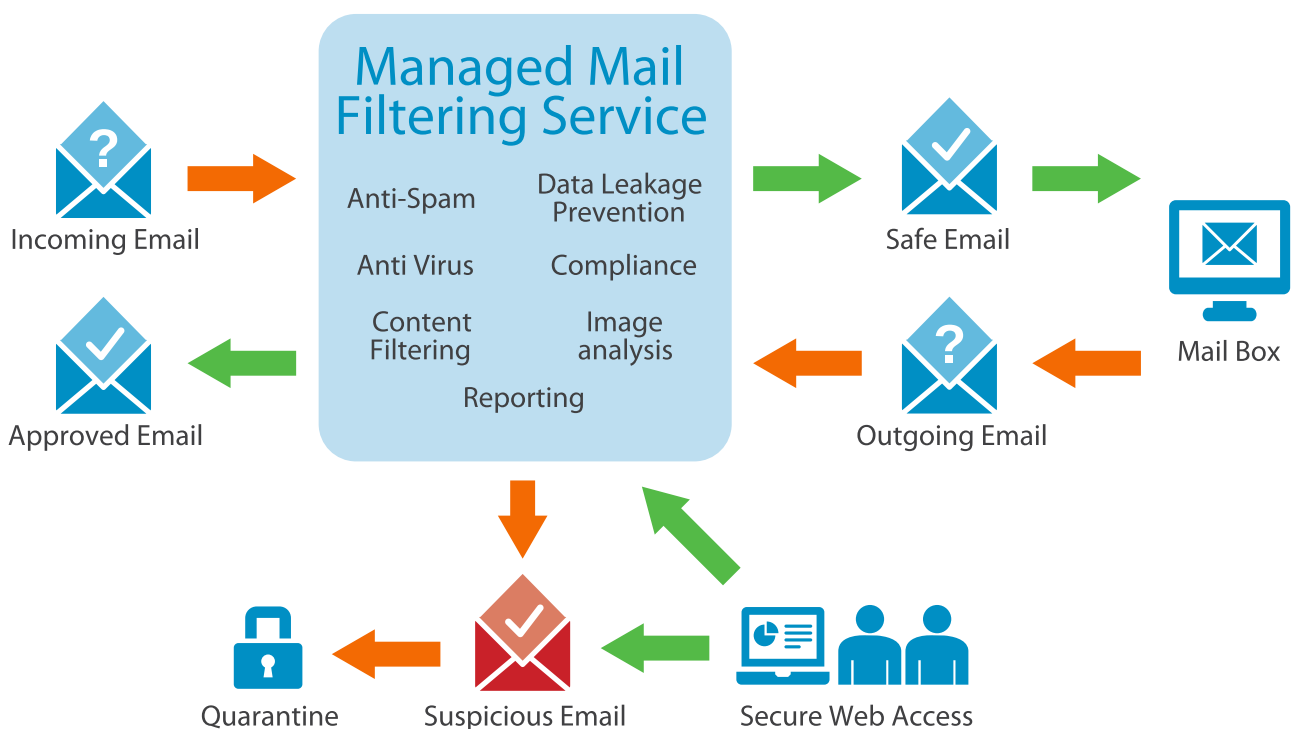 Managed Mail
Filtering Service
Anti-Spam
Data Leakage
Prevention
Anti Virus
Compliance
Content
Filtering
Image
analysis
Reporting
?
Incoming Email
Safe Email
Mail Box
Approved Email
?
Outgoing Email
Quarantine
Suspicious Email
Secure Web Access